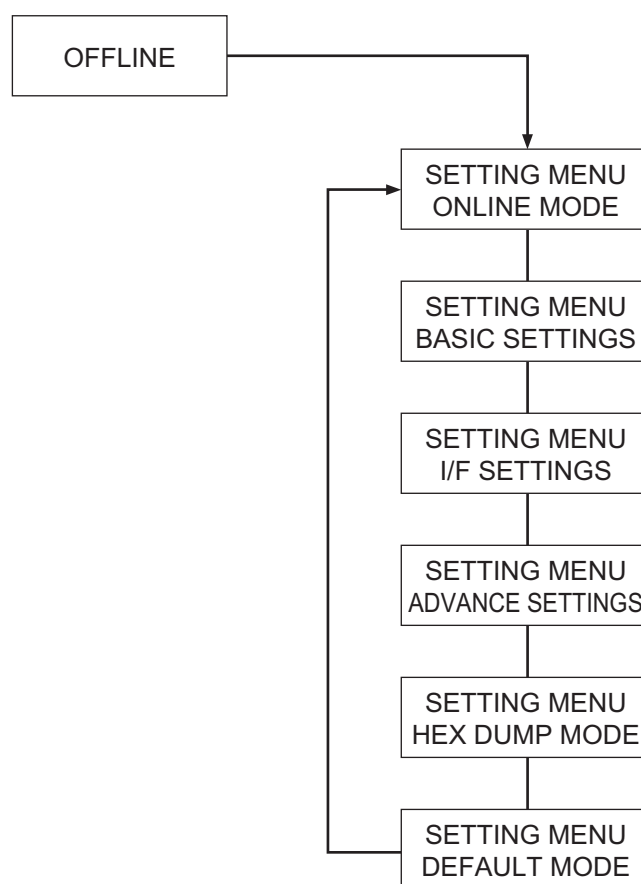 OFFLINE
SETTING MENU
ONLINE MODE
SETTING MENU
BASIC SETTINGS
SETTING MENU
I/F SETTINGS
SETTING MENU
ADVANCE SETTINGS
SETTING MENU
HEX DUMP MODE
SETTING MENU
DEFAULT MODE